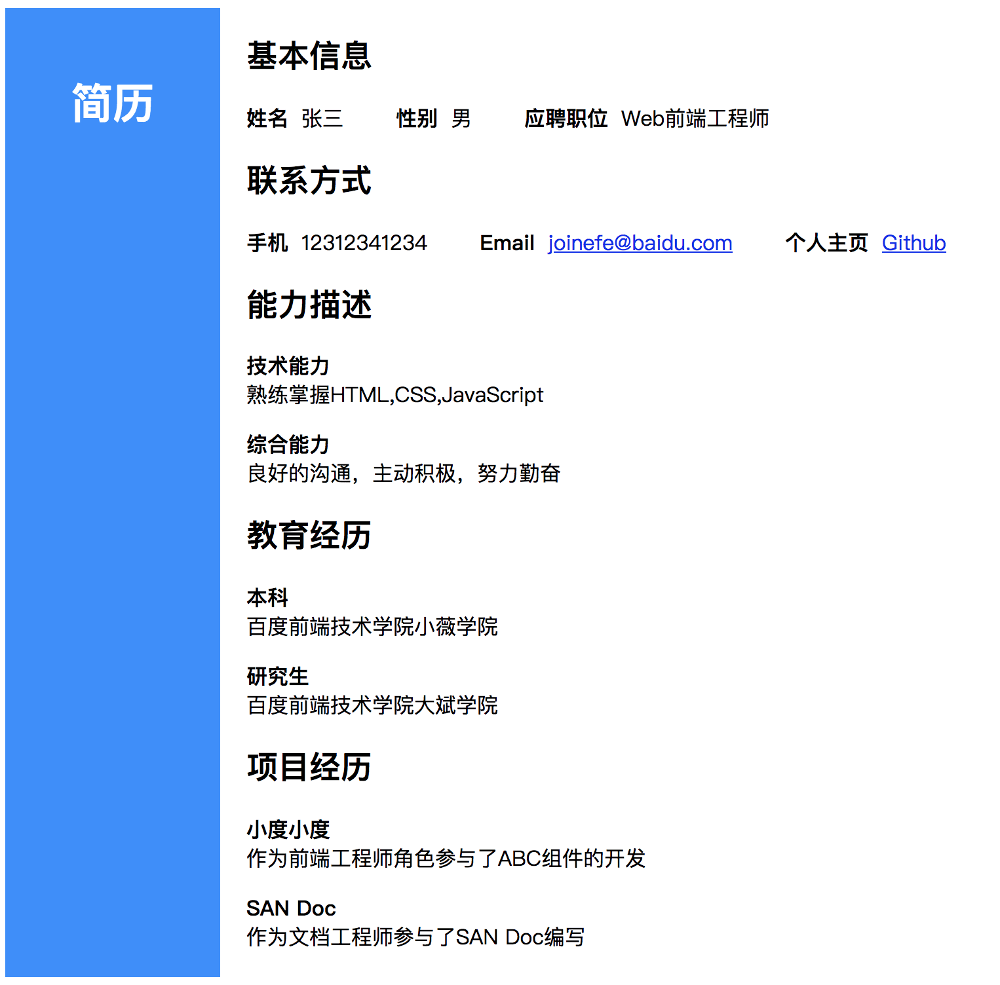 简历
基本信息
姓名 张三 性别 男 应聘职位 Web前端工程师
联系方式
手机 12312341234 Email joinefe@baidu.com 个人主页 Github
能力描述
技术能力
熟练掌握HTML,CSS,JavaScript
综合能力
良好的沟通，主动积极，努力勤奋
教育经历
本科
百度前端技术学院小薇学院
研究生
百度前端技术学院大斌学院
项目经历
小度小度
作为前端工程师角色参与了ABC组件的开发
SAN Doc
作为文档工程师参与了SAN Doc编写